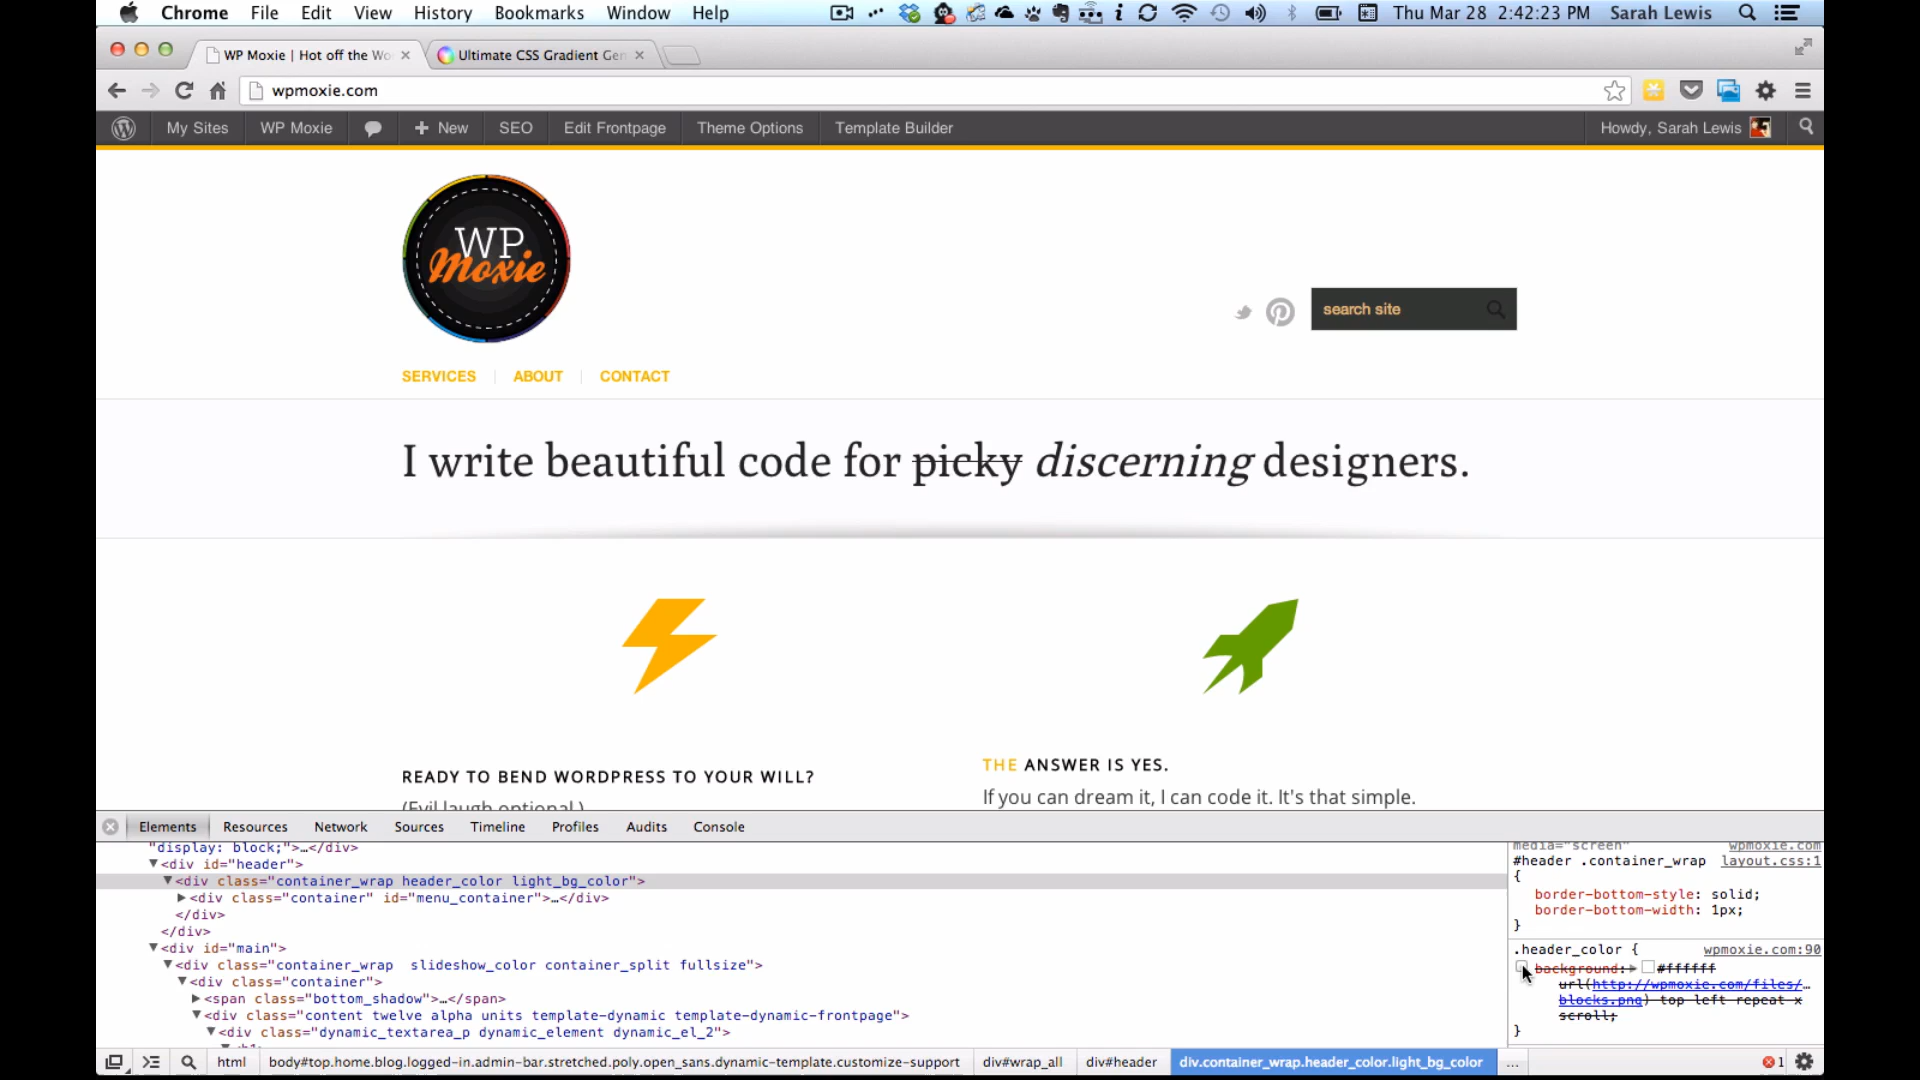 Chrome File Edit View History Bookmarks Window Help Thu Mar 28 2:42:23 PM Sarah Lewis
WP Moxie | Hot off the Wo
Ultimate CSS Gradient Gen
wpmoxie.com
My Sites WP Moxie + New SEO Edit Frontpage Theme Options Template Builder Howdy, Sarah Lewis
WP
Moxie
search site
SERVICES ABOUT CONTACT
I write beautiful code for picky discerning designers.
READY TO BEND WORDPRESS TO YOUR WILL?
(Evil laugh optional.)
THE ANSWER IS YES.
If you can dream it, I can code it. It's that simple.
Elements Resources Network Sources Timeline Profiles Audits Console
"display: block;">…</div>
<div id="header">
<div class="container_wrap header_color light_bg_color">
<div class="container" id="menu_container">…</div>
</div>
</div>
<div id="main">
<div class="container_wrap  slideshow_color container_split fullsize">
<div class="container">
<span class="bottom_shadow">…</span>
<div class="content twelve alpha units template-dynamic template-dynamic-frontpage">
<div class="dynamic_textarea_p dynamic_element dynamic_el_2">
media="screen" wpmoxie.com
#header .container_wrap layout.css:1
{
border-bottom-style: solid;
border-bottom-width: 1px;
}
.header_color { wpmoxie.com:90
background: #ffffff
url(http://wpmoxie.com/files/…
blocks.png) top left repeat x
scroll;
}
html body#top.home.blog.logged-in.admin-bar.stretched.poly.open_sans.dynamic-template.customize-support div#wrap_all div#header div.container_wrap.header_color.light_bg_color ... 1